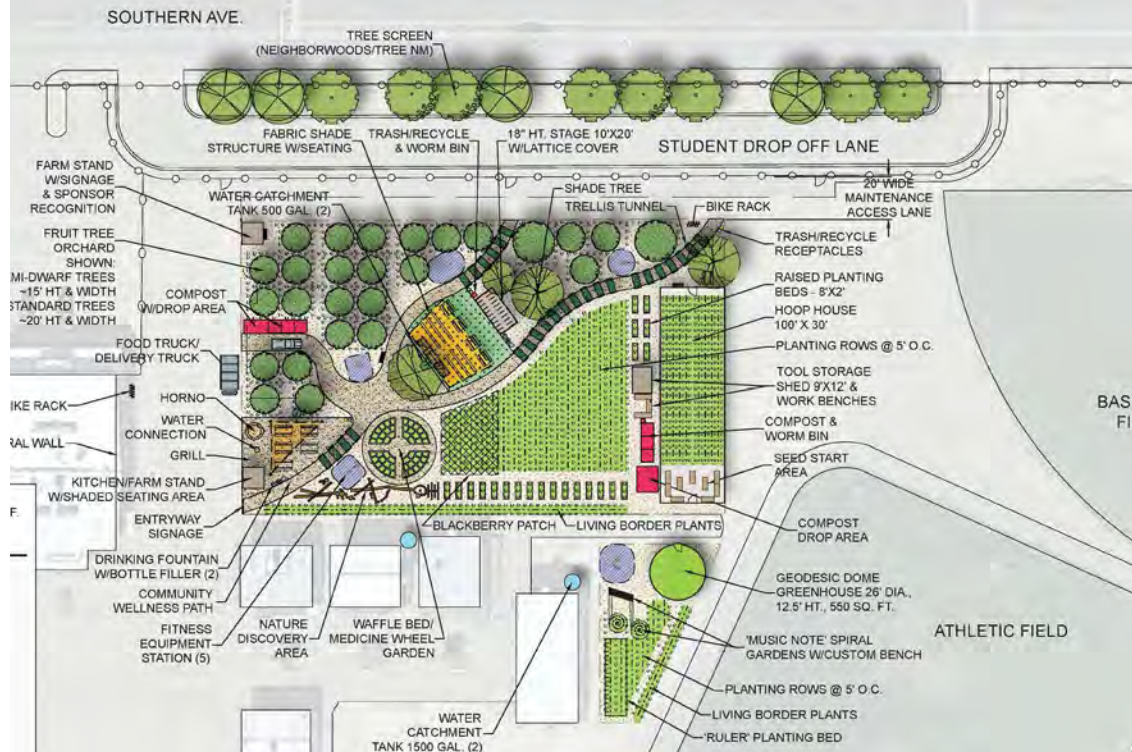 SOUTHERN AVE.
TREE SCREEN
(NEIGHBORWOODS/TREE NM)
FABRIC SHADE
STRUCTURE W/SEATING
TRASH/RECYCLE
& WORM BIN
18" HT. STAGE 10'X20'
W/LATTICE COVER
STUDENT DROP OFF LANE
20' WIDE
MAINTENANCE
ACCESS LANE
FARM STAND
W/SIGNAGE
& SPONSOR
RECOGNITION
WATER CATCHMENT
TANK 500 GAL. (2)
SHADE TREE
TRELLIS TUNNEL
BIKE RACK
TRASH/RECYCLE
RECEPTACLES
FRUIT TREE
ORCHARD
SHOWN:
MI-DWARF TREES
~15' HT & WIDTH
STANDARD TREES
~20' HT & WIDTH
COMPOST
W/DROP AREA
RAISED PLANTING
BEDS - 8'X2'
HOOP HOUSE
100' X 30'
PLANTING ROWS @ 5' O.C.
FOOD TRUCK/
DELIVERY TRUCK
TOOL STORAGE
SHED 9'X12' &
WORK BENCHES
BIKE RACK
HORNO
WATER
CONNECTION
GRILL
RAL WALL
COMPOST &
WORM BIN
SEED START
AREA
BAS
FI
KITCHEN/FARM STAND
W/SHADED SEATING AREA
F.
ENTRYWAY
SIGNAGE
BLACKBERRY PATCH
LIVING BORDER PLANTS
COMPOST
DROP AREA
DRINKING FOUNTAIN
W/BOTTLE FILLER (2)
COMMUNITY
WELLNESS PATH
FITNESS
EQUIPMENT
STATION (5)
NATURE
DISCOVERY
AREA
WAFFLE BED/
MEDICINE WHEEL
GARDEN
GEODESIC DOME
GREENHOUSE 26' DIA.,
12.5' HT., 550 SQ. FT.
ATHLETIC FIELD
'MUSIC NOTE' SPIRAL
GARDENS W/CUSTOM BENCH
PLANTING ROWS @ 5' O.C.
LIVING BORDER PLANTS
'RULER' PLANTING BED
WATER
CATCHMENT
TANK 1500 GAL. (2)